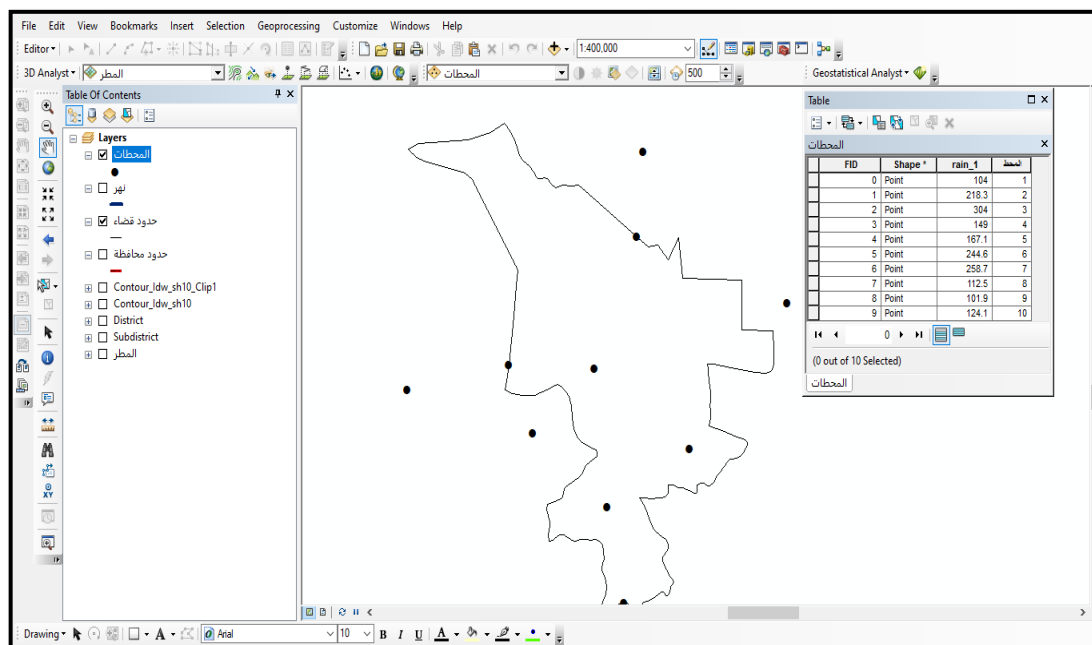 File Edit View Bookmarks Insert Selection Geoprocessing Customize Windows Help
Editor 1:400,000
3D Analyst المطر المحطات 500 Geostatistical Analyst
Table Of Contents
Layers
المحطات
نهر
حدود قضاء
حدود محافظة
Contour_Idw_sh10_Clip1
Contour_Idw_sh10
District
Subdistrict
المطر
Table
المحطات
FID Shape * rain_1 المحط
0 Point 104 1
1 Point 218.3 2
2 Point 304 3
3 Point 149 4
4 Point 167.1 5
5 Point 244.6 6
6 Point 258.7 7
7 Point 112.5 8
8 Point 101.9 9
9 Point 124.1 10
0
(0 out of 10 Selected)
المحطات
Drawing A Arial 10 B I U A